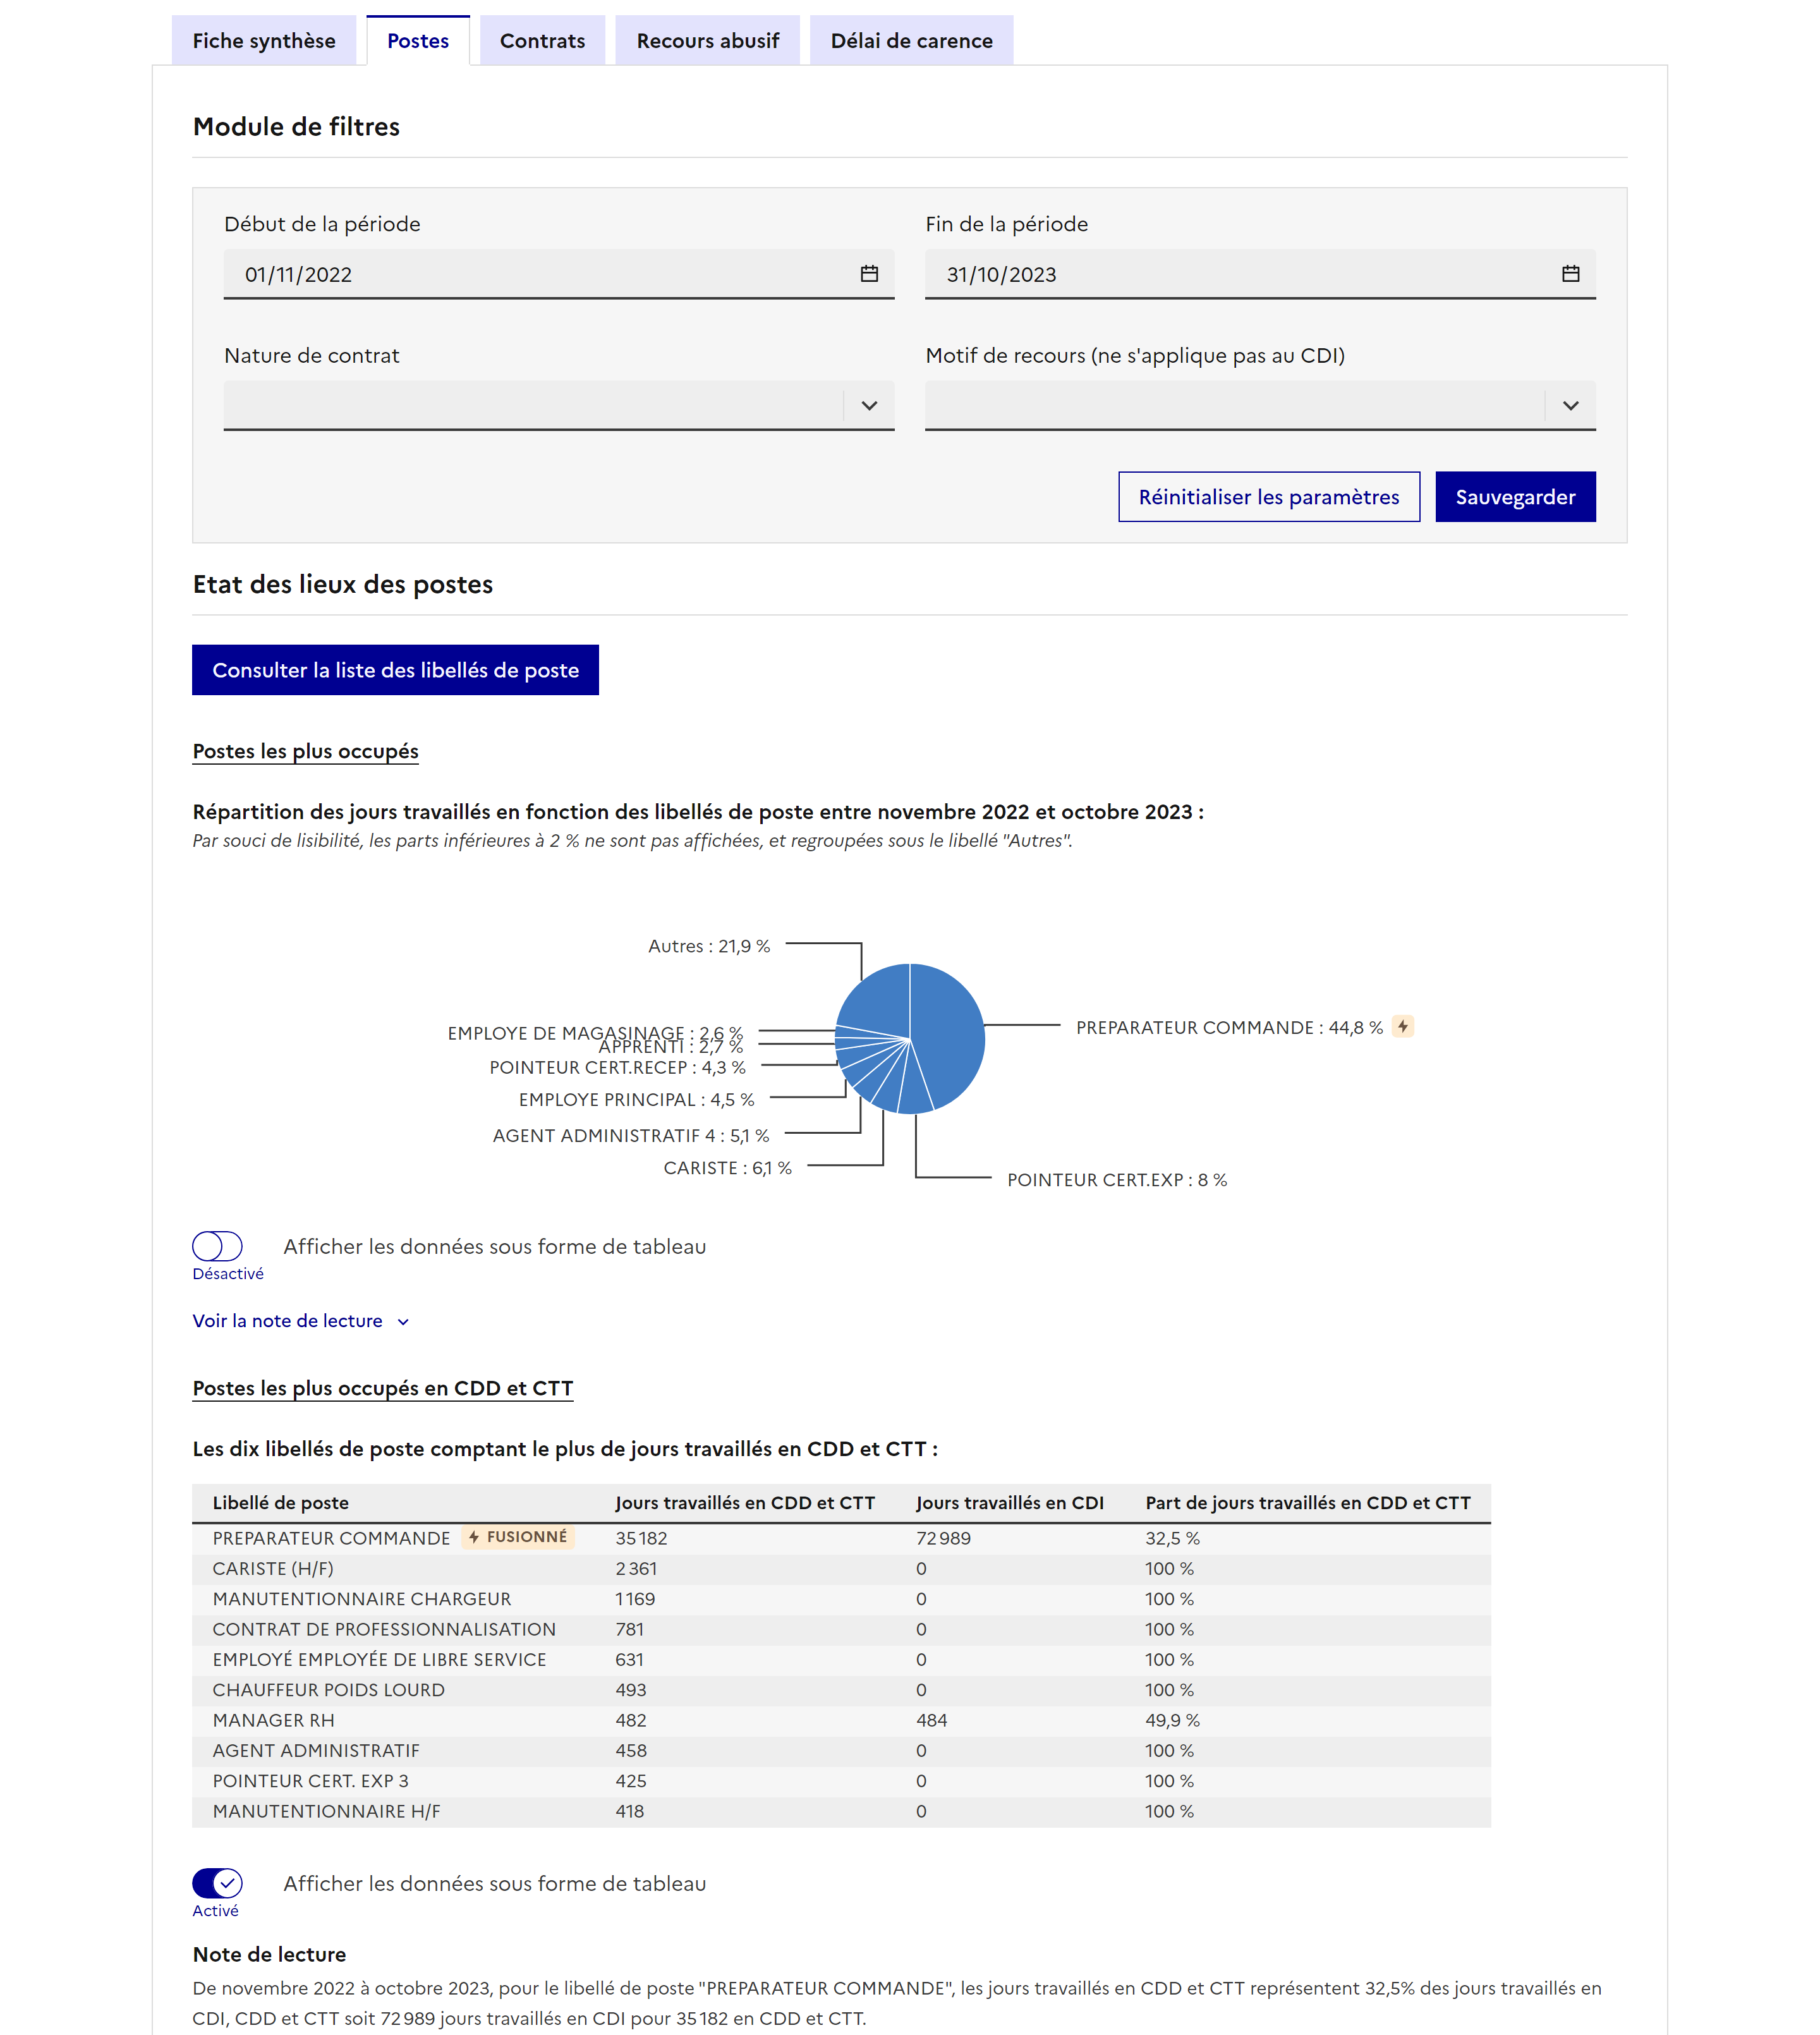 Fiche synthèse
Postes
Contrats
Recours abusif
Délai de carence
Module de filtres
Début de la période
Fin de la période
01/11/2022
31/10/2023
Nature de contrat
Motif de recours (ne s'applique pas au CDI)
Réinitialiser les paramètres
Sauvegarder
Etat des lieux des postes
Consulter la liste des libellés de poste
Postes les plus occupés
Répartition des jours travaillés en fonction des libellés de poste entre novembre 2022 et octobre 2023 :
Par souci de lisibilité, les parts inférieures à 2 % ne sont pas affichées, et regroupées sous le libellé "Autres".
Autres : 21,9 %
PREPARATEUR COMMANDE : 44,8 %
EMPLOYE DE MAGASINAGE : 2,6 %
APPRENTI : 2,7 %
POINTEUR CERT.RECEP : 4,3 %
EMPLOYE PRINCIPAL : 4,5 %
AGENT ADMINISTRATIF 4 : 5,1 %
CARISTE : 6,1 %
POINTEUR CERT.EXP : 8 %
Afficher les données sous forme de tableau
Désactivé
Voir la note de lecture
Postes les plus occupés en CDD et CTT
Les dix libellés de poste comptant le plus de jours travaillés en CDD et CTT :
Libellé de poste Jours travaillés en CDD et CTT Jours travaillés en CDI Part de jours travaillés en CDD et CTT
PREPARATEUR COMMANDE FUSIONNÉ 35 182 72 989 32,5 %
CARISTE (H/F) 2 361 0 100 %
MANUTENTIONNAIRE CHARGEUR 1 169 0 100 %
CONTRAT DE PROFESSIONNALISATION 781 0 100 %
EMPLOYÉ EMPLOYÉE DE LIBRE SERVICE 631 0 100 %
CHAUFFEUR POIDS LOURD 493 0 100 %
MANAGER RH 482 484 49,9 %
AGENT ADMINISTRATIF 458 0 100 %
POINTEUR CERT. EXP 3 425 0 100 %
MANUTENTIONNAIRE H/F 418 0 100 %
Afficher les données sous forme de tableau
Activé
Note de lecture
De novembre 2022 à octobre 2023, pour le libellé de poste "PREPARATEUR COMMANDE", les jours travaillés en CDD et CTT représentent 32,5% des jours travaillés en
CDI, CDD et CTT soit 72 989 jours travaillés en CDI pour 35 182 en CDD et CTT.